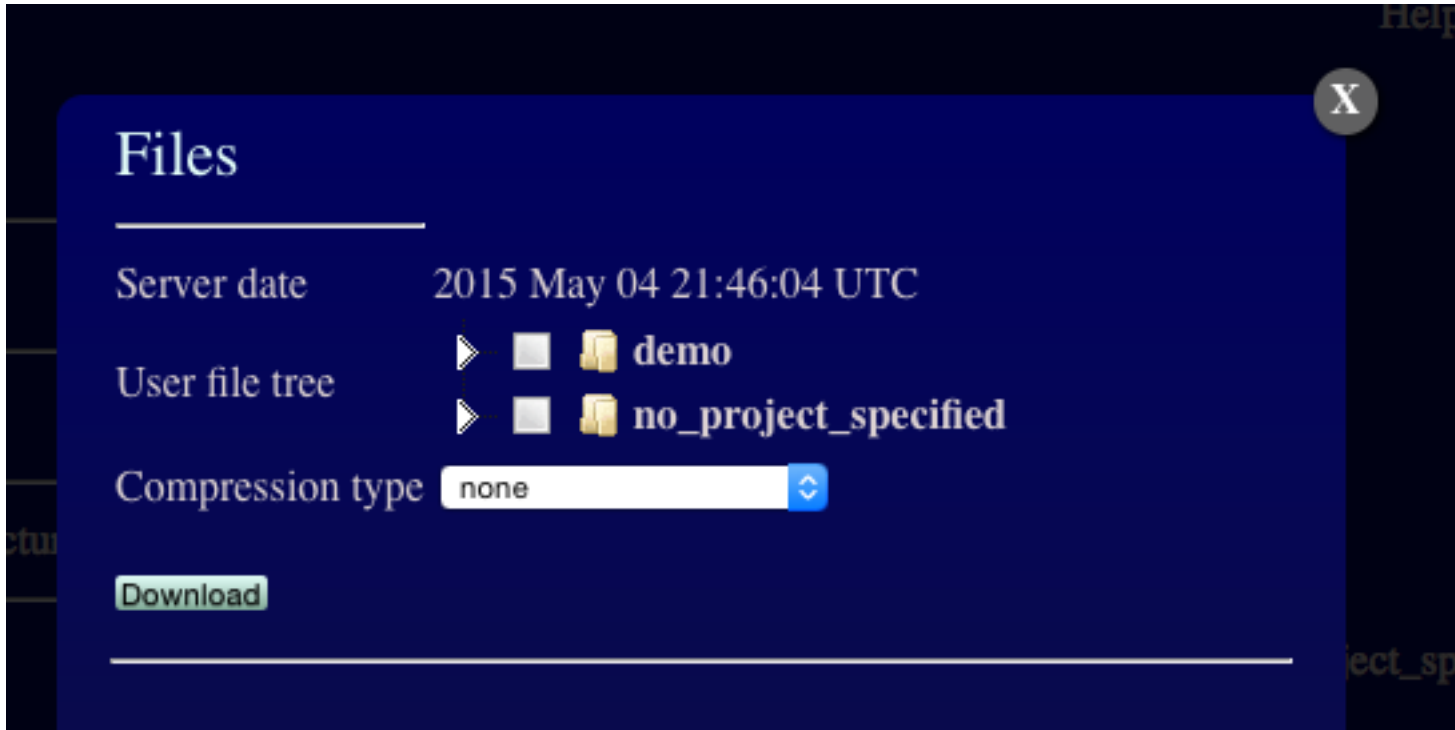 Help
X
Files
Server date 2015 May 04 21:46:04 UTC
demo
User file tree
no_project_specified
Compression type none
Download